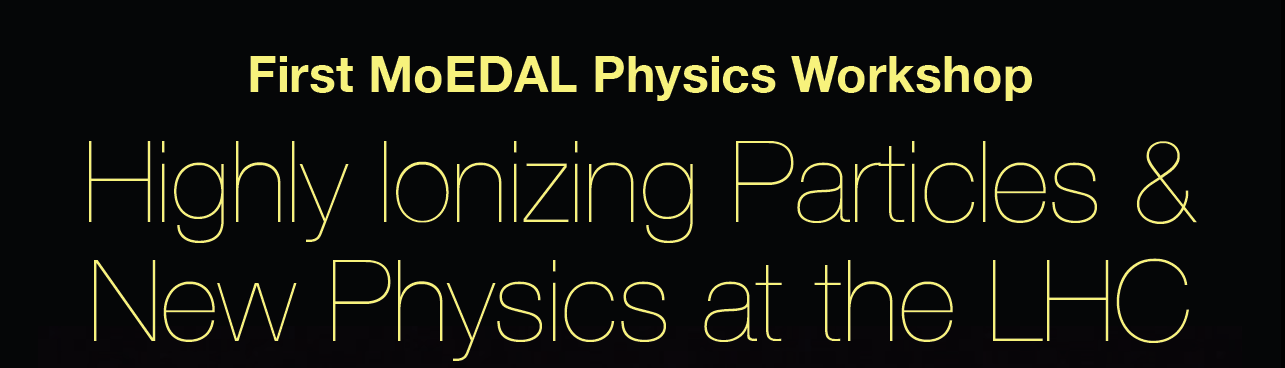 First MoEDAL Physics Workshop
Highly Ionizing Particles &
New Physics at the LHC